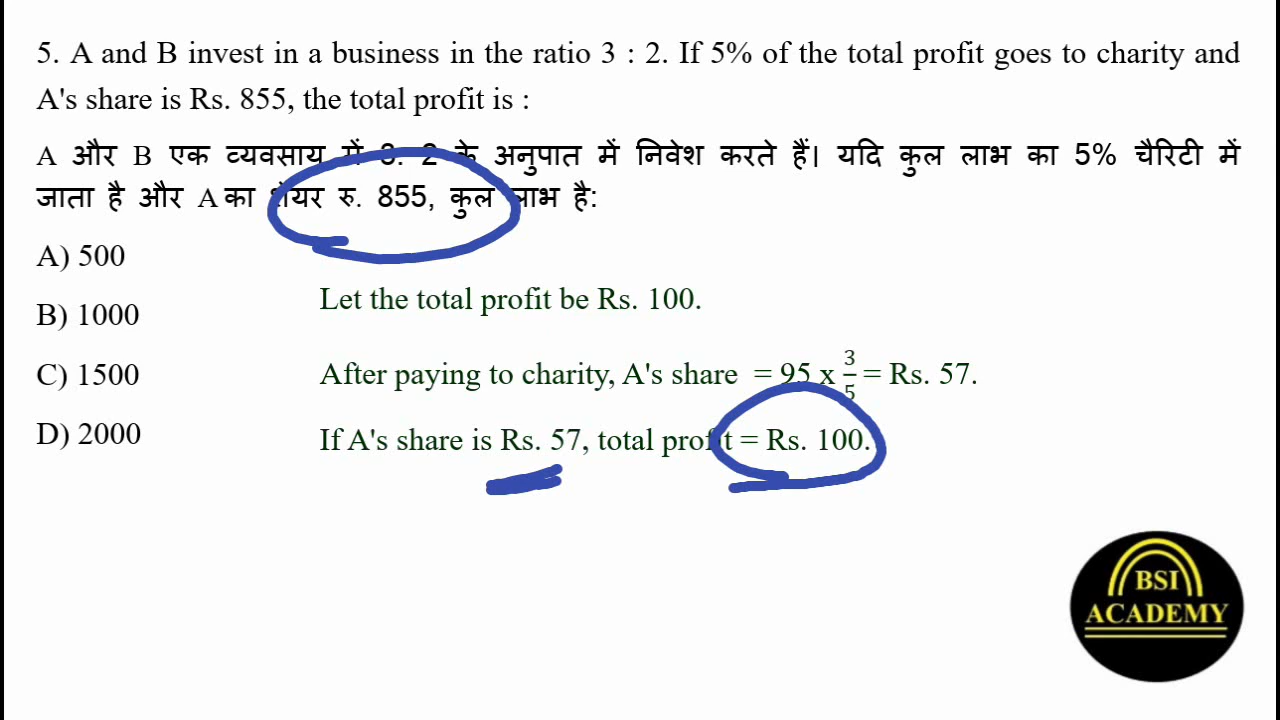 5. A and B invest in a business in the ratio 3 : 2. If 5% of the total profit goes to charity and
A's share is Rs. 855, the total profit is :
A और B एक व्यवसाय में 3: 2 के अनुपात में निवेश करते हैं। यदि कुल लाभ का 5% चैरिटी में
जाता है और A का शेयर रु. 855, कुल लाभ है:
A) 500
B) 1000
C) 1500
D) 2000
Let the total profit be Rs. 100.
After paying to charity, A's share = 95 x 3/5 = Rs. 57.
If A's share is Rs. 57, total profit = Rs. 100.
BSI
ACADEMY